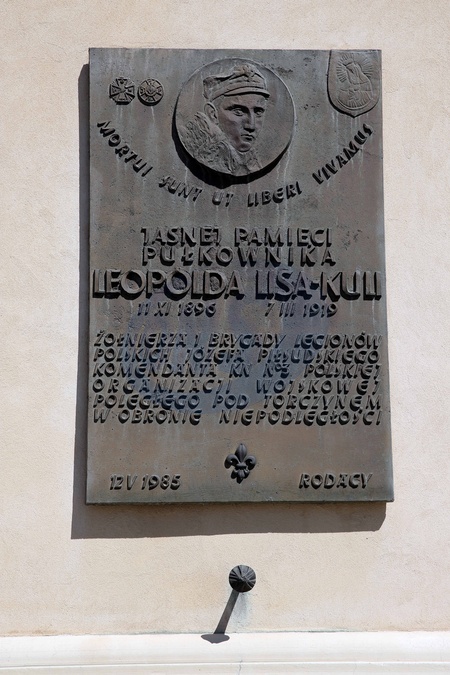 MORTUI SUNT UT LIBERI VIVAMUS
JASNEJ PAMIĘCI
PUŁKOWNIKA
LEOPOLDA LISA-KULI
11 XI 1896 7 III 1919
ŻOŁNIERZA I BRYGADY LEGIONÓW
POLSKICH JÓZEFA PIŁSUDSKIEGO
KOMENDANTA KN Nº3 POLSKIEJ
ORGANIZACJI WOJSKOWEJ
POLEGŁEGO POD TORCZYNEM
W OBRONIE NIEPODLEGŁOŚCI
12 V 1985 RODACY